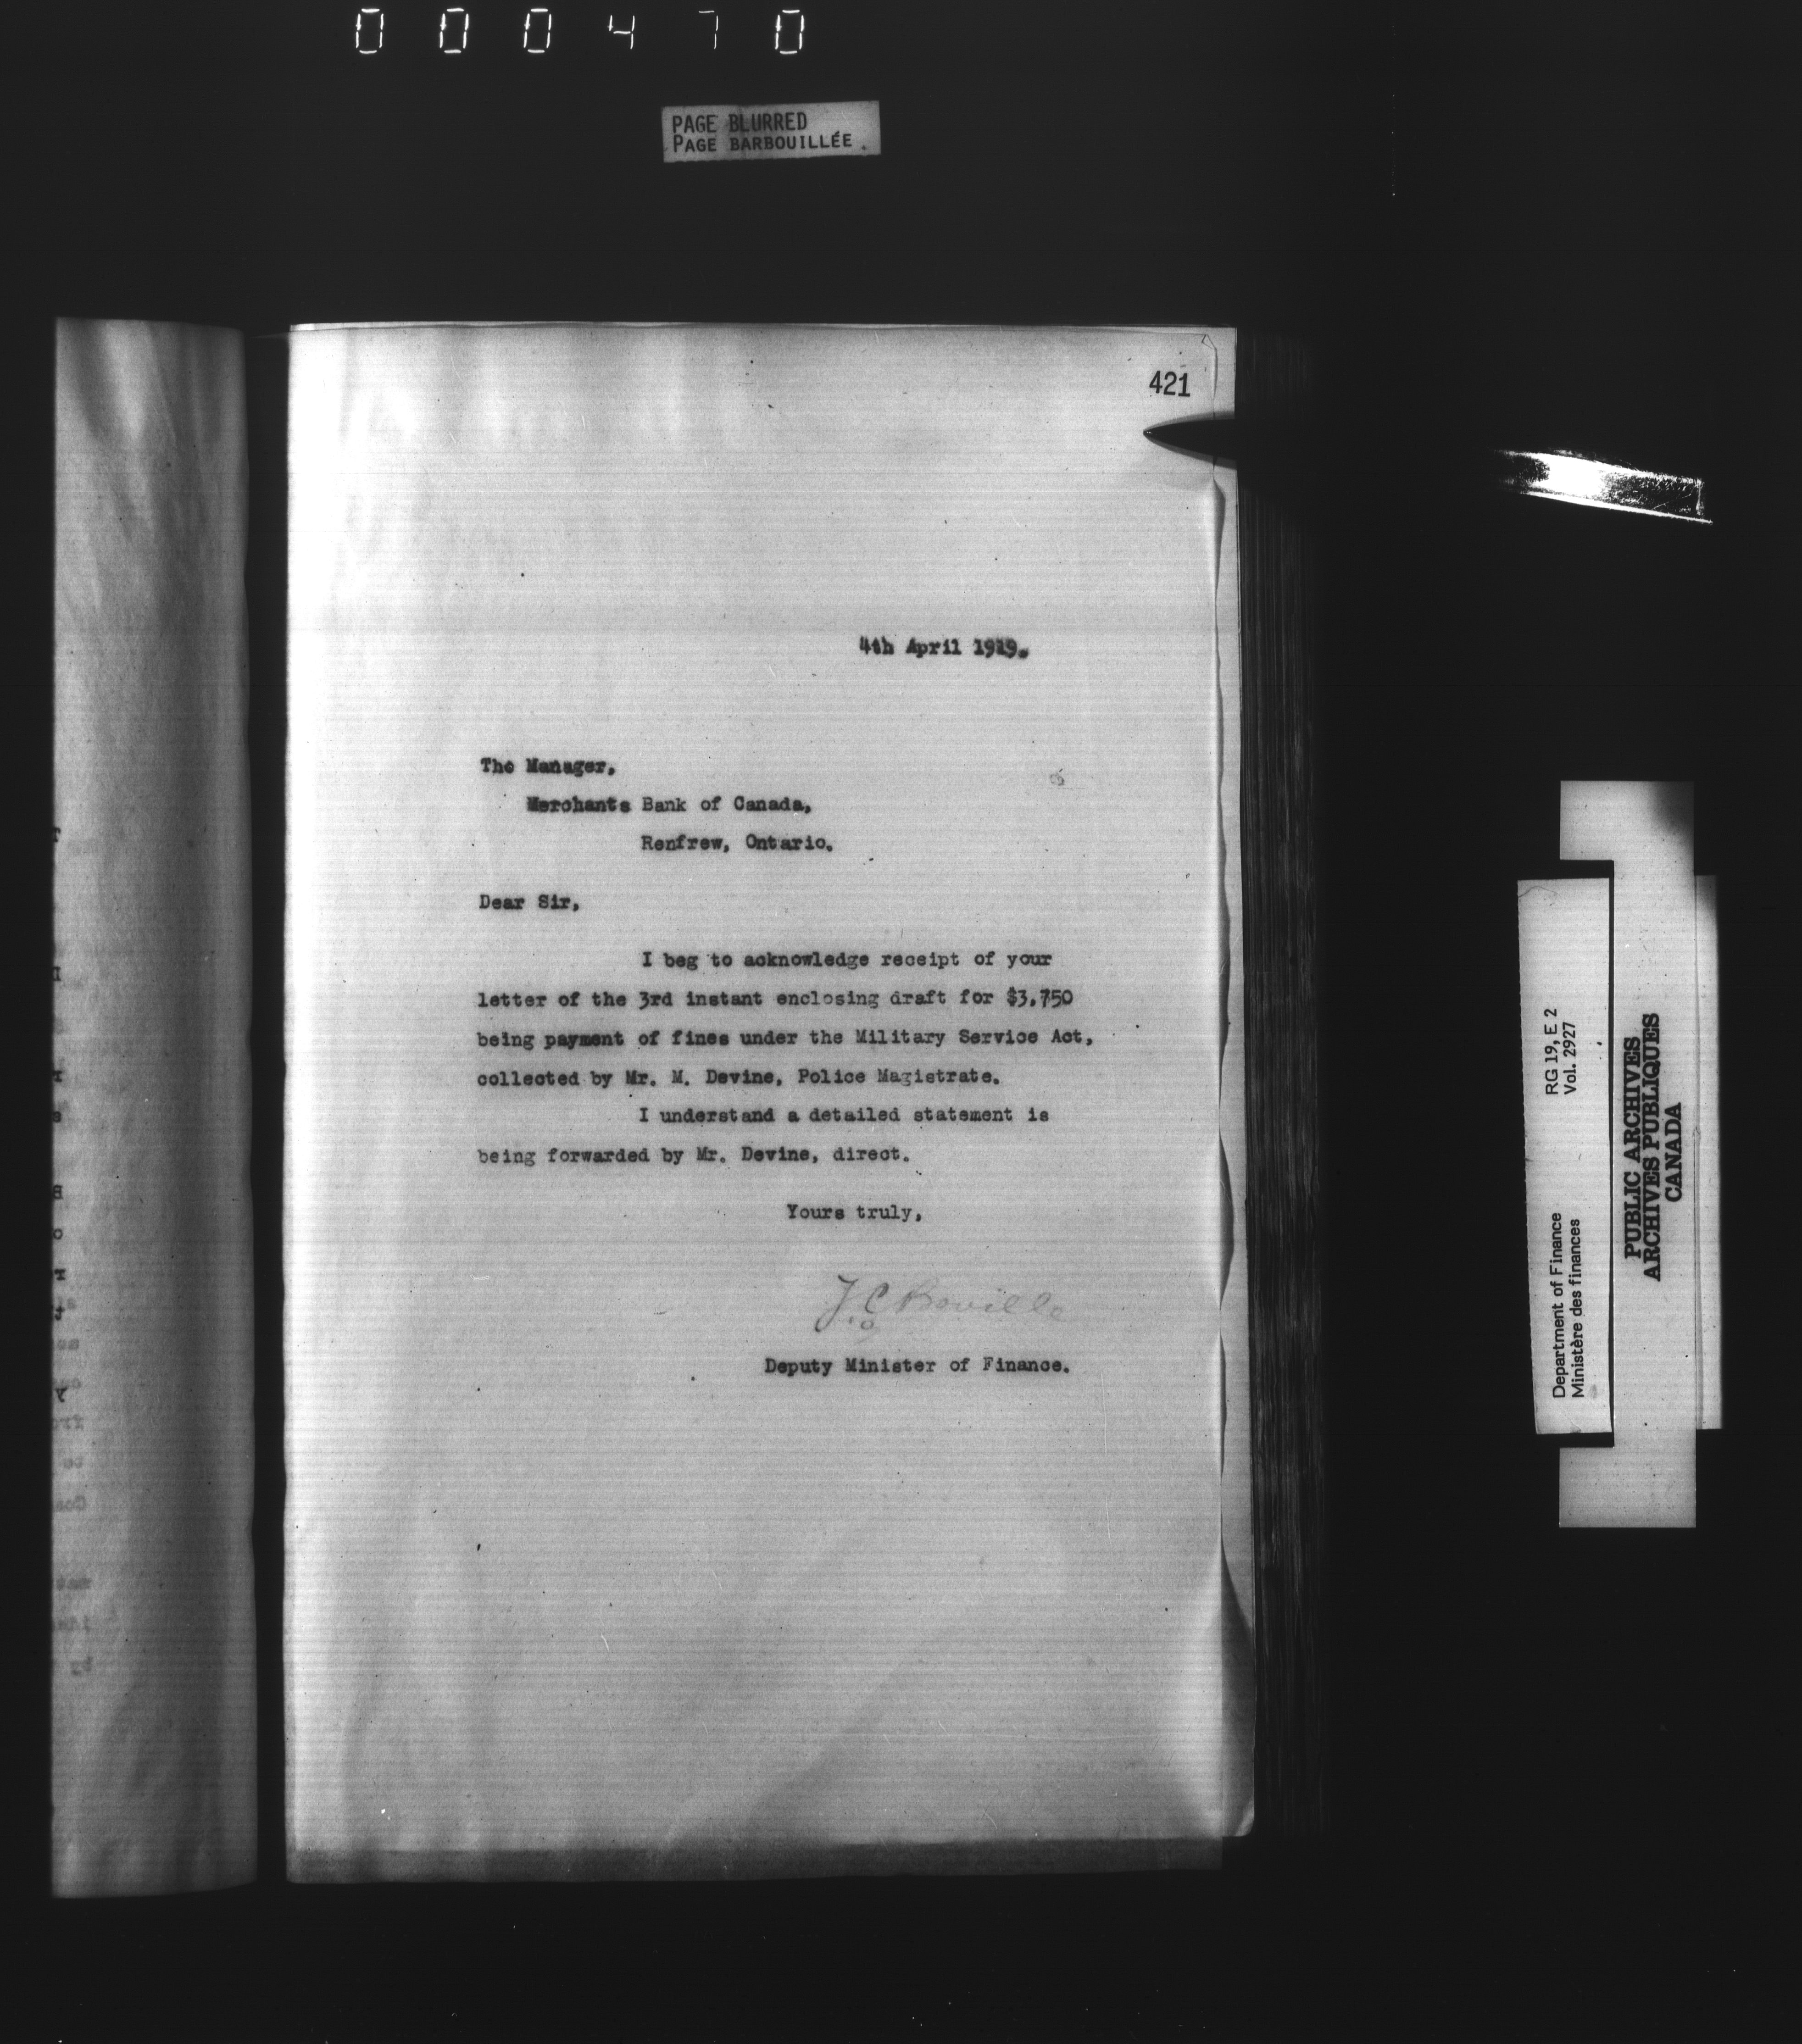 000470
PAGE BLURRED
PAGE BARBOUILLÉE
421
4th April 1919.
The Manager,
Merchants Bank of Canada,
Renfrew, Ontario.
Dear Sir,
I beg to acknowledge receipt of your
letter of the 3rd instant enclosing draft for $3,750
being payment of fines under the Military Service Act,
collected by Mr. M. Devine, Police Magistrate.
I understand a detailed statement is
being forwarded by Mr. Devine, direct.
Yours truly,
T.C. Boville
Deputy Minister of Finance.
Department of Finance RG 19, E 2
Ministère des finances Vol. 2927
PUBLIC ARCHIVES
ARCHIVES PUBLIQUES
CANADA